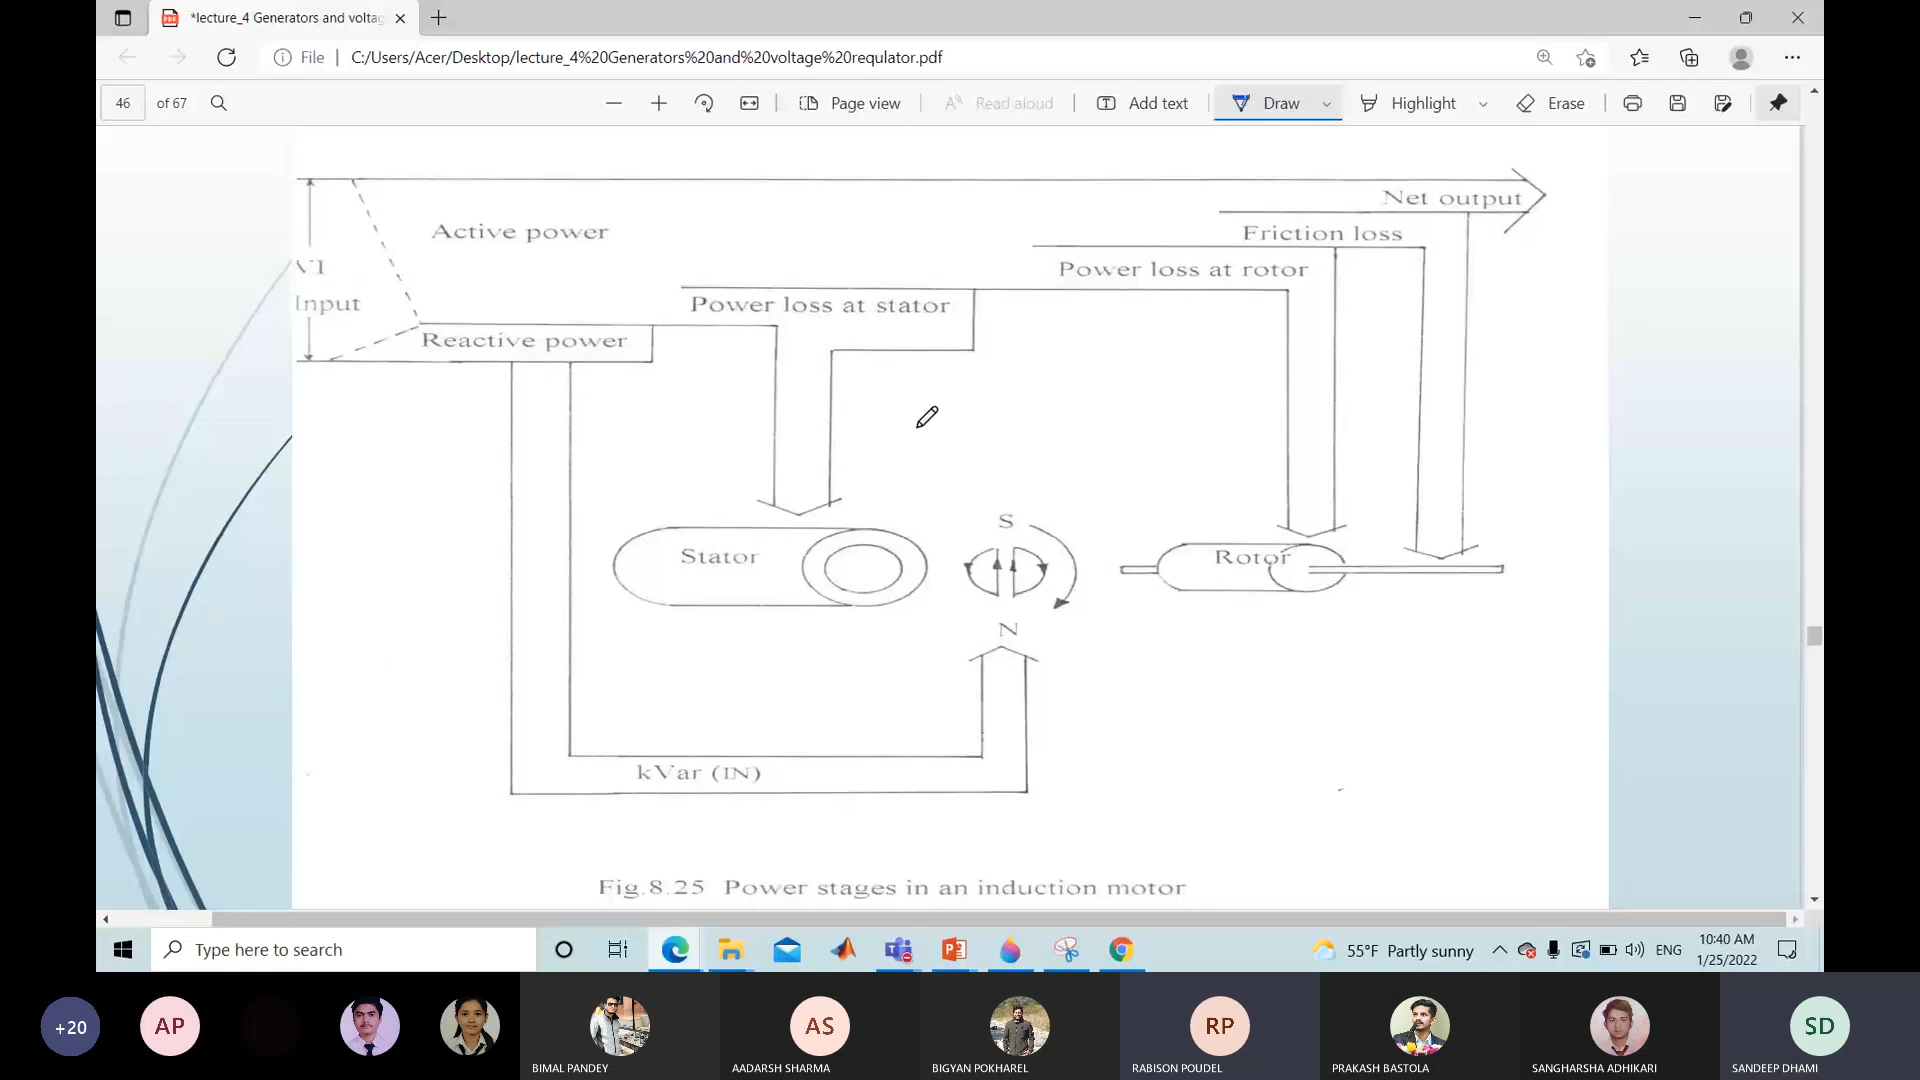 *lecture_4 Generators and voltag
File
C:/Users/Acer/Desktop/lecture_4%20Generators%20and%20voltage%20requlator.pdf
46 of 67
Page view
Read aloud
Add text
Draw
Highlight
Erase
Net output
Active power
Friction loss
VI
Power loss at rotor
Input
Power loss at stator
Reactive power
S
Stator
Rotor
N
kVar (IN)
Fig.8.25 Power stages in an induction motor
Type here to search
55°F Partly sunny
ENG
10:40 AM
1/25/2022
+20
AP
AS
RP
SD
BIMAL PANDEY
AADARSH SHARMA
BIGYAN POKHAREL
RABISON POUDEL
PRAKASH BASTOLA
SANGHARSHA ADHIKARI
SANDEEP DHAMI